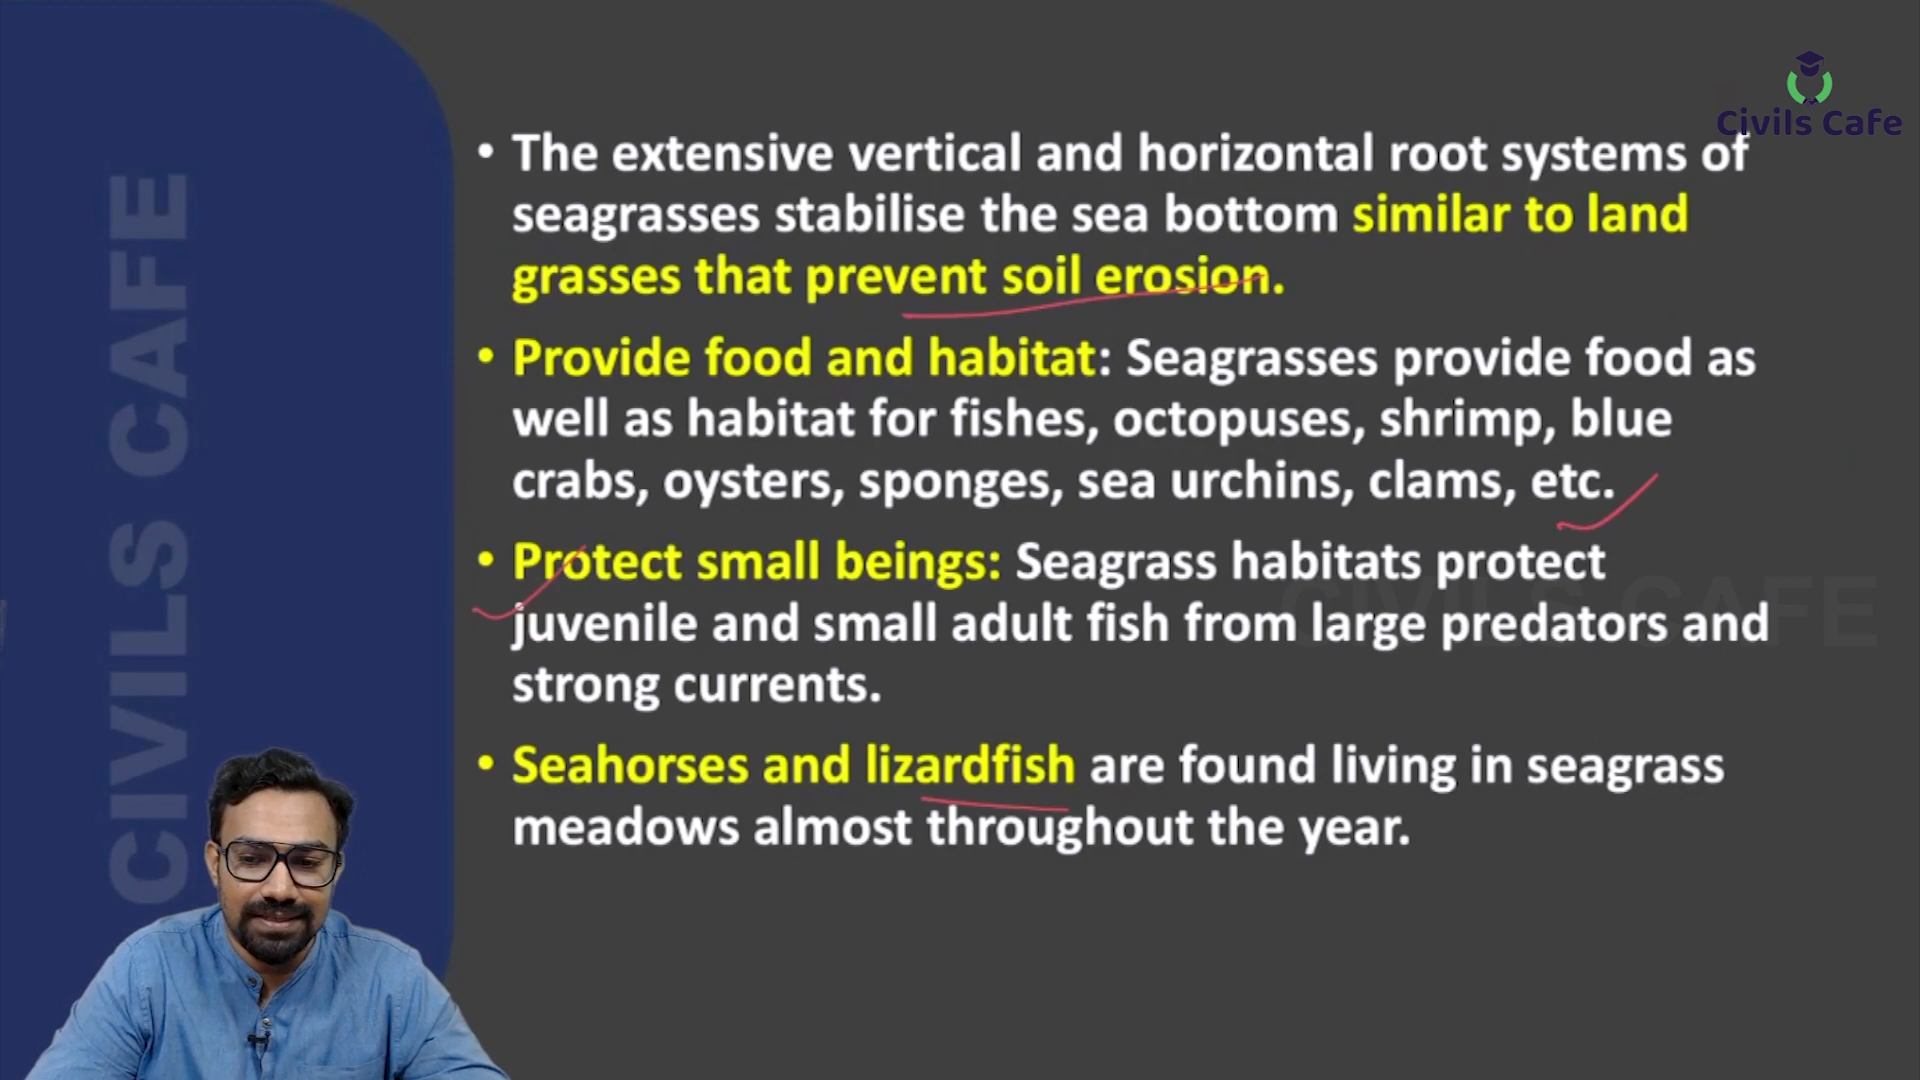 Civils Cafe
CIVILS CAFE
• The extensive vertical and horizontal root systems of
seagrasses stabilise the sea bottom similar to land
grasses that prevent soil erosion.
• Provide food and habitat: Seagrasses provide food as
well as habitat for fishes, octopuses, shrimp, blue
crabs, oysters, sponges, sea urchins, clams, etc.
• Protect small beings: Seagrass habitats protect
juvenile and small adult fish from large predators and
strong currents.
• Seahorses and lizardfish are found living in seagrass
meadows almost throughout the year.
CIVILS CAFE